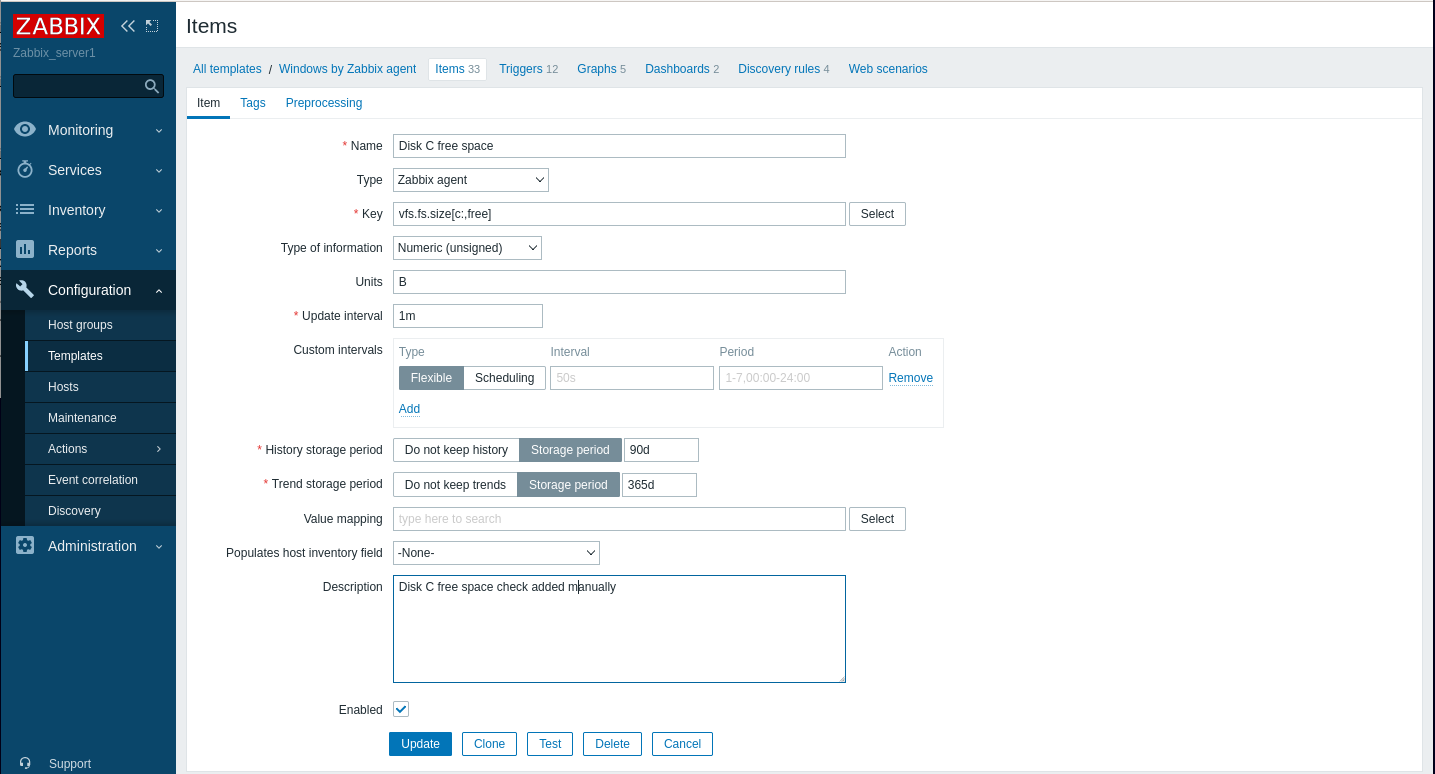 ZABBIX
Zabbix_server1
Monitoring
Services
Inventory
Reports
Configuration
Host groups
Templates
Hosts
Maintenance
Actions
Event correlation
Discovery
Administration
Support
Items
All templates / Windows by Zabbix agent Items 33 Triggers 12 Graphs 5 Dashboards 2 Discovery rules 4 Web scenarios
Item Tags Preprocessing
* Name Disk C free space
Type Zabbix agent
* Key vfs.fs.size[c:,free] Select
Type of information Numeric (unsigned)
Units B
* Update interval 1m
Custom intervals Type Interval Period Action
Flexible Scheduling 50s 1-7,00:00-24:00 Remove
Add
* History storage period Do not keep history Storage period 90d
* Trend storage period Do not keep trends Storage period 365d
Value mapping type here to search Select
Populates host inventory field -None-
Description Disk C free space check added manually
Enabled
Update Clone Test Delete Cancel